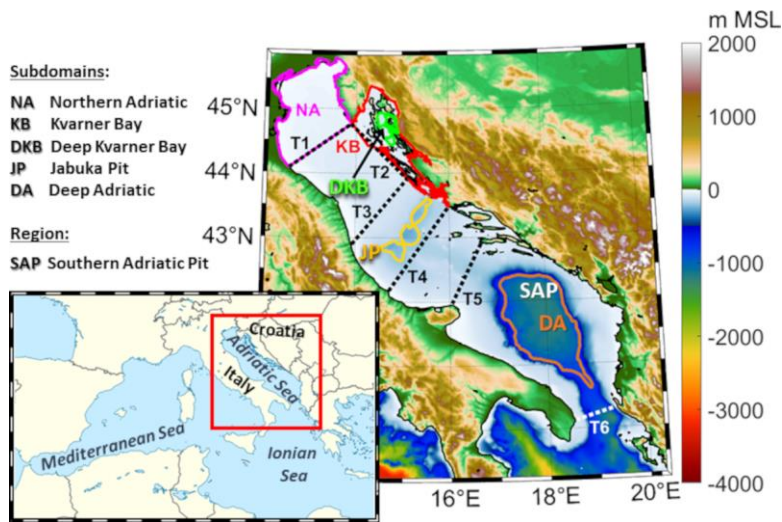 Subdomains:
NA Northern Adriatic
KB Kvarner Bay
DKB Deep Kvarner Bay
JP Jabuka Pit
DA Deep Adriatic
Region:
SAP Southern Adriatic Pit
45°N
44°N
43°N
NA
T1
KB
T2
DKB
T3
JP
T4
T5
SAP
DA
T6
16°E
18°E
20°E
m MSL
2000
1000
0
-1000
-2000
-3000
-4000
Croatia
Adriatic Sea
Italy
Mediterranean Sea
Ionian
Sea